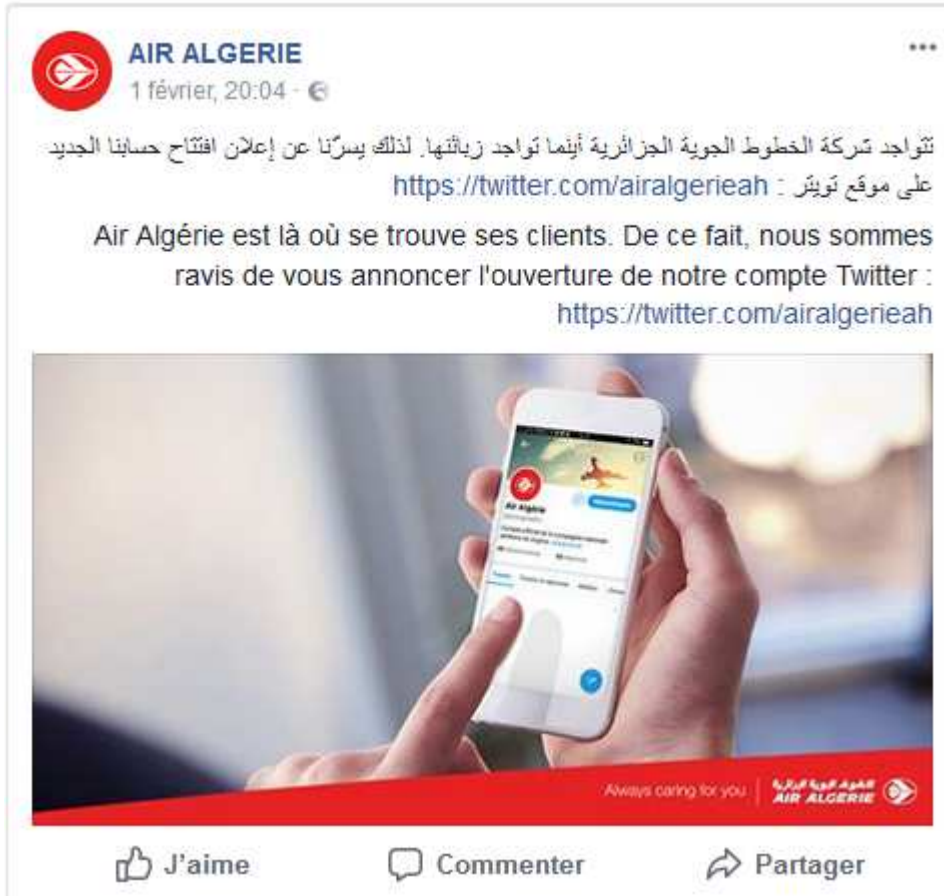 AIR ALGERIE
1 février, 20:04 ·
تتواجد شركة الخطوط الجوية الجزائرية أينما تواجد زبائنها. لذلك يسرّنا عن إعلان افتتاح حسابنا الجديد
على موقع تويتر : https://twitter.com/airalgerieah
Air Algérie est là où se trouve ses clients. De ce fait, nous sommes
ravis de vous annoncer l'ouverture de notre compte Twitter :
https://twitter.com/airalgerieah
Air Algérie
Always caring for you
الخطوط الجوية الجزائرية
AIR ALGERIE
J'aime
Commenter
Partager